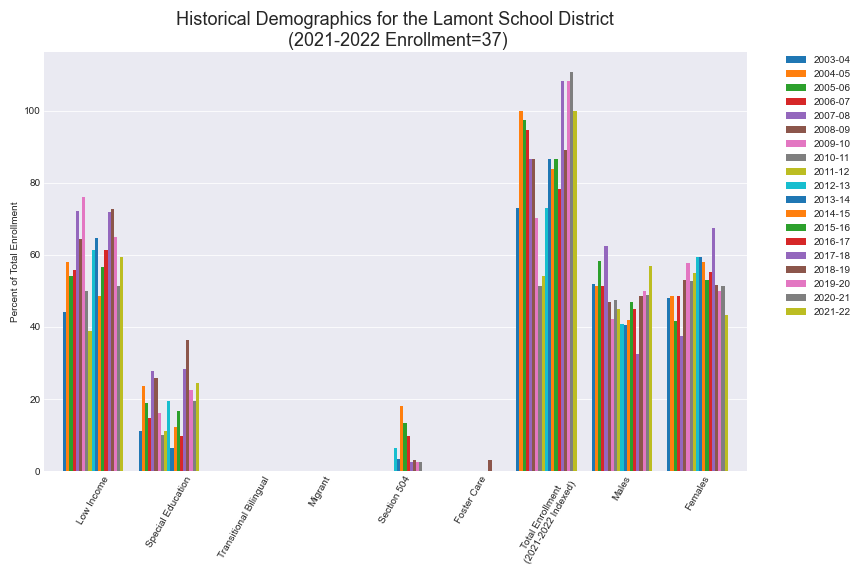 Historical Demographics for the Lamont School District
(2021-2022 Enrollment=37)
Percent of Total Enrollment
100
80
60
40
20
0
Low Income
Special Education
Transitional Bilingual
Migrant
Section 504
Foster Care
Total Enrollment
(2021-2022 Indexed)
Males
Females
2003-04
2004-05
2005-06
2006-07
2007-08
2008-09
2009-10
2010-11
2011-12
2012-13
2013-14
2014-15
2015-16
2016-17
2017-18
2018-19
2019-20
2020-21
2021-22